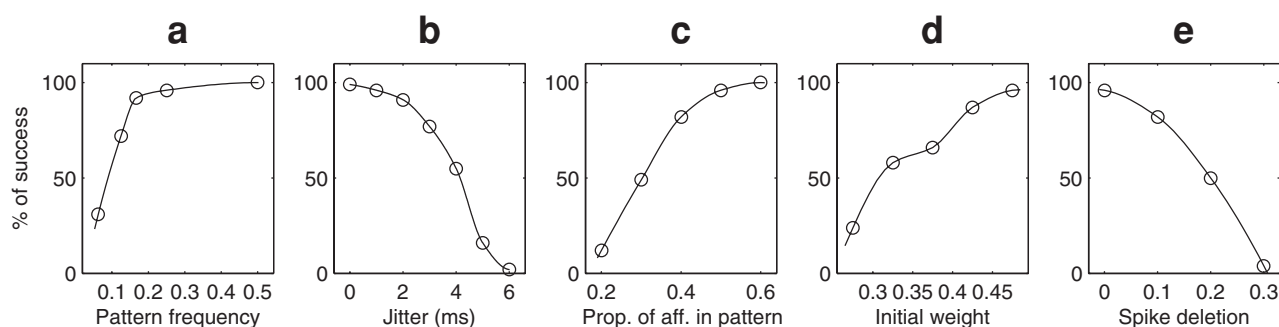 a b c d e
% of success
100 100 100 100 100
50 50 50 50 50
0 0 0 0 0
0.1 0.2 0.3 0.4 0.5 0 2 4 6 0.2 0.4 0.6 0.3 0.35 0.4 0.45 0 0.1 0.2 0.3
Pattern frequency Jitter (ms) Prop. of aff. in pattern Initial weight Spike deletion